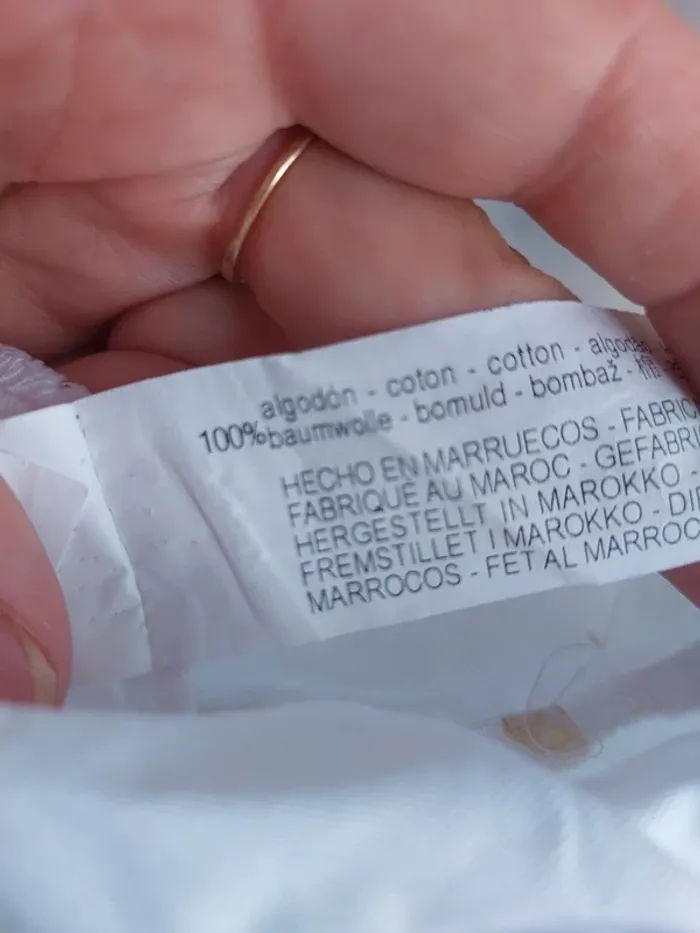 algodón - coton - cotton - algodão
100% baumwolle - bomuld - bombaž - 棉
HECHO EN MARRUECOS - FABRIC
FABRIQUÉ AU MAROC - GEFABRI
HERGESTELLT IN MAROKKO -
FREMSTILLET I MAROKKO - DI
MARROCOS - FET AL MARROC